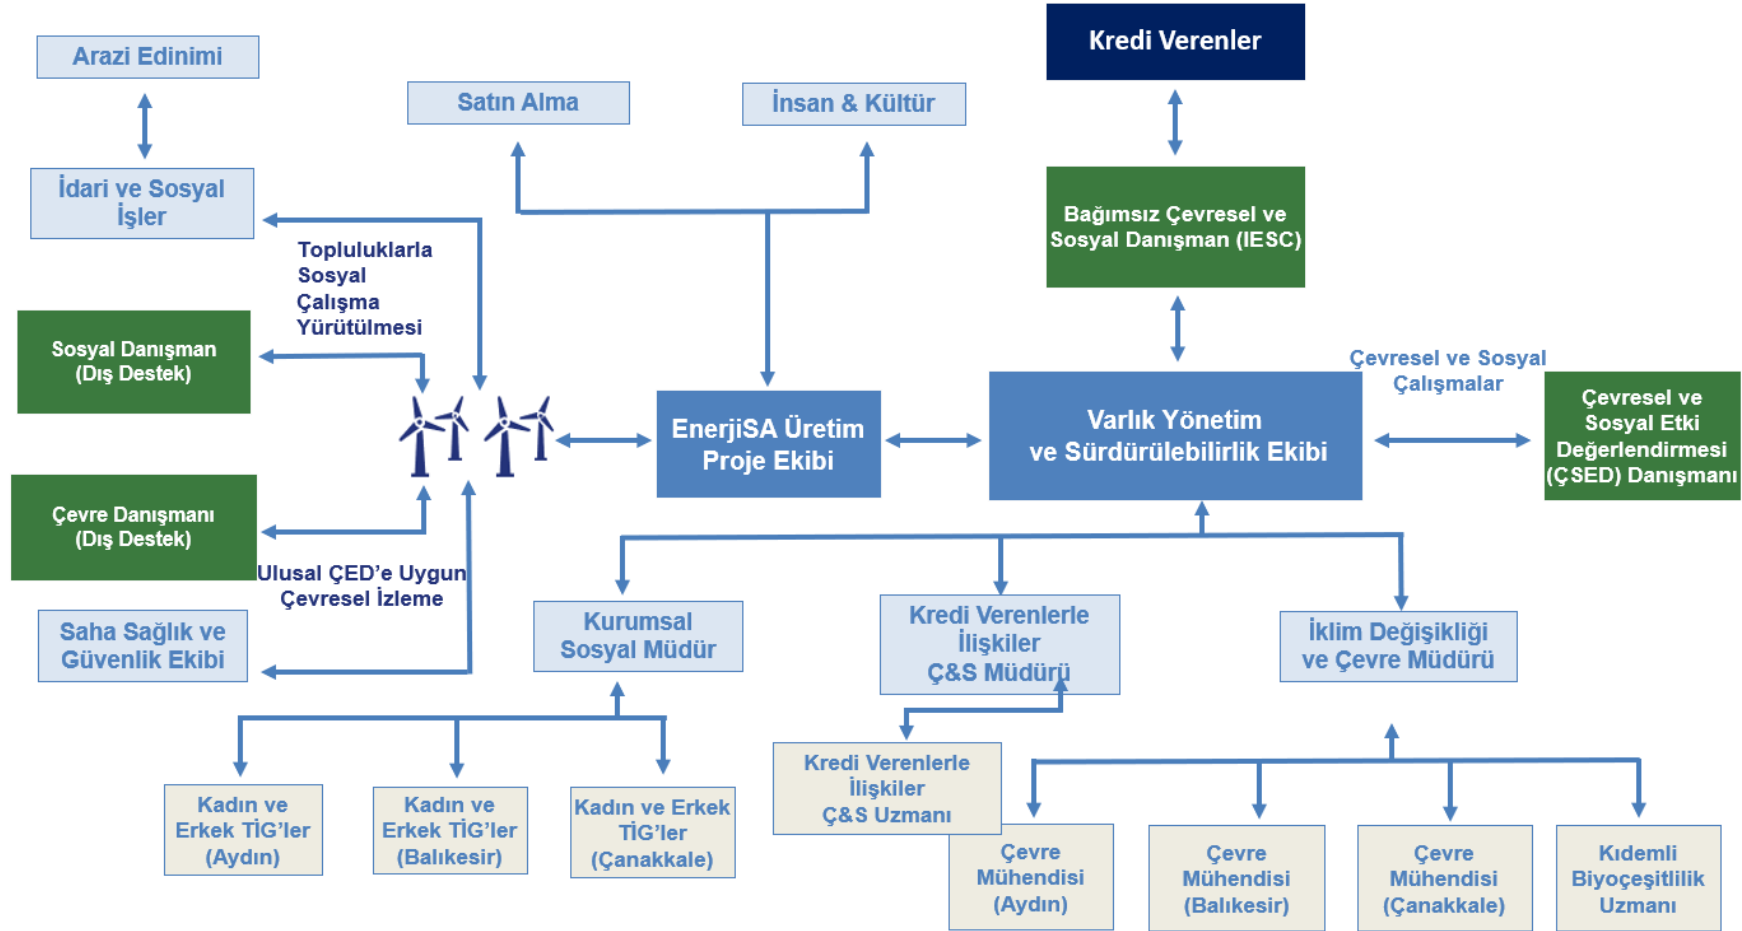 Kredi Verenler
Arazi Edinimi
Satın Alma
İnsan & Kültür
İdari ve Sosyal
İşler
Bağımsız Çevresel ve
Sosyal Danışman (IESC)
Topluluklarla
Sosyal
Çalışma
Yürütülmesi
Sosyal Danışman
(Dış Destek)
Çevresel ve Sosyal
Çalışmalar
EnerjiSA Üretim
Proje Ekibi
Varlık Yönetim
ve Sürdürülebilirlik Ekibi
Çevresel ve
Sosyal Etki
Değerlendirmesi
(ÇSED) Danışmanı
Çevre Danışmanı
(Dış Destek)
Ulusal ÇED’e Uygun
Çevresel İzleme
Saha Sağlık ve
Güvenlik Ekibi
Kurumsal
Sosyal Müdür
Kredi Verenlerle
İlişkiler
Ç&S Müdürü
İklim Değişikliği
ve Çevre Müdürü
Kadın ve
Erkek TİG’ler
(Aydın)
Kadın ve
Erkek TİG’ler
(Balıkesir)
Kadın ve Erkek
TİG’ler
(Çanakkale)
Kredi Verenlerle
İlişkiler
Ç&S Uzmanı
Çevre
Mühendisi
(Aydın)
Çevre
Mühendisi
(Balıkesir)
Çevre
Mühendisi
(Çanakkale)
Kıdemli
Biyoçeşitlilik
Uzmanı